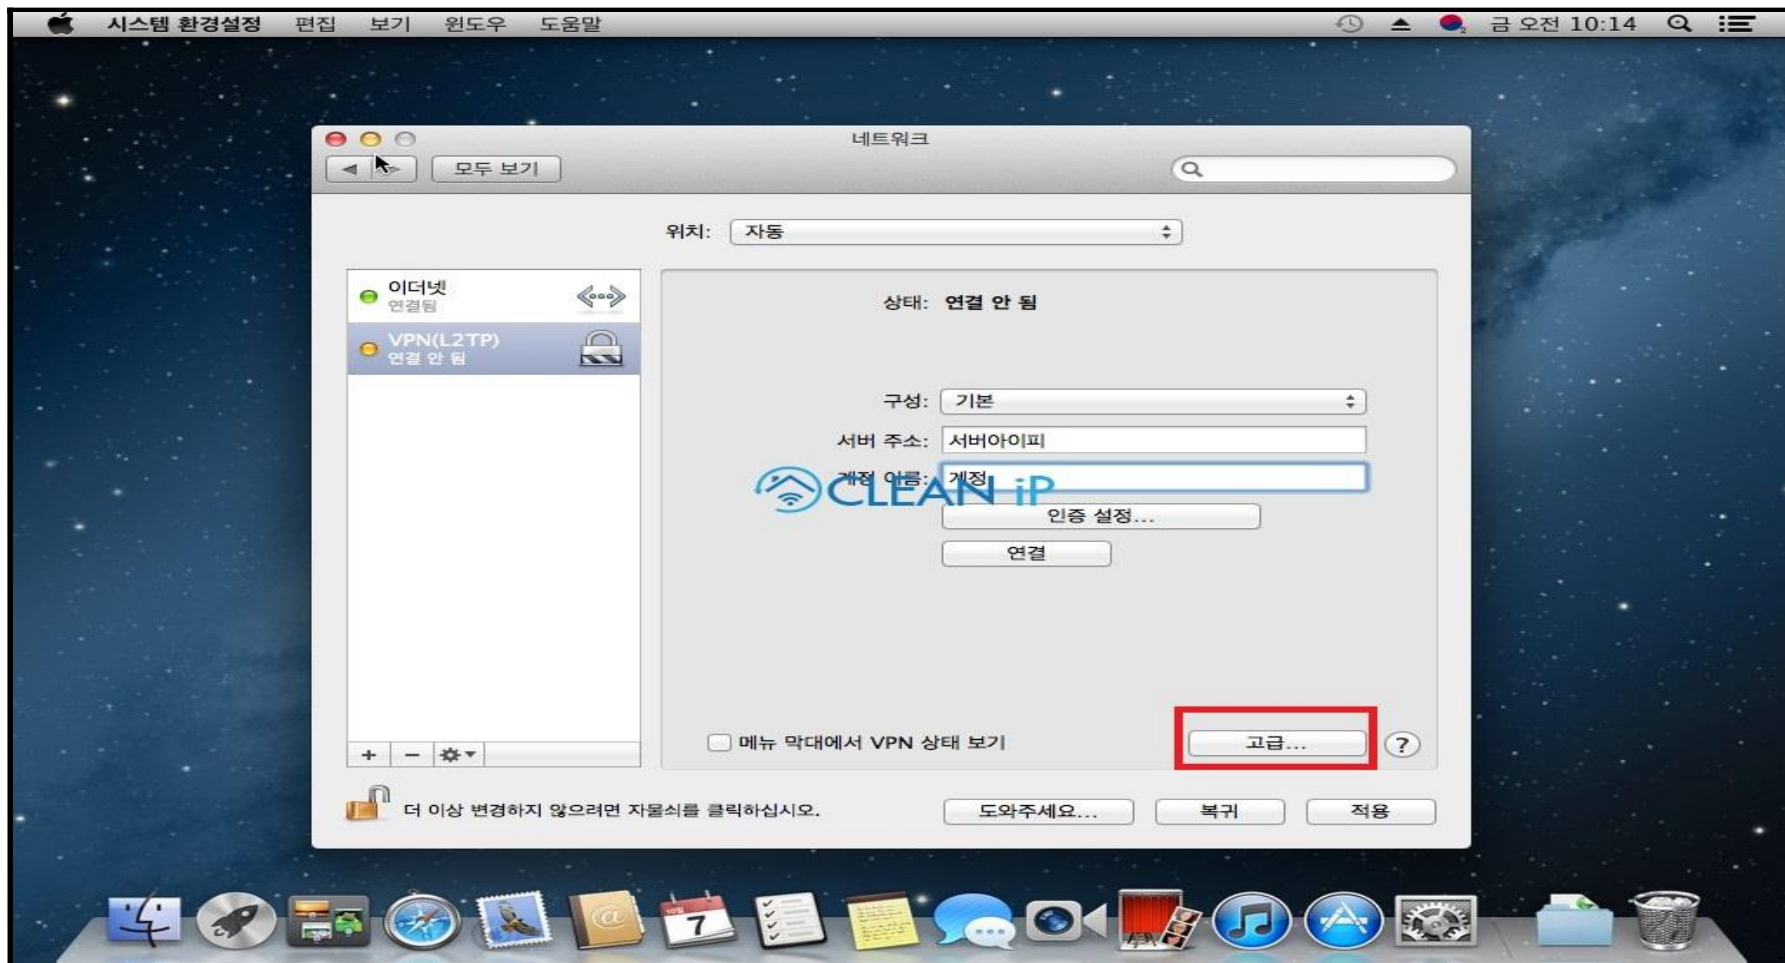 시스템 환경설정 편집 보기 윈도우 도움말 금 오전 10:14
네트워크
모두 보기
위치: 자동
이더넷
연결됨
VPN(L2TP)
연결 안 됨
상태: 연결 안 됨
구성: 기본
서버 주소: 서버아이피
계정 이름: 계정
CLEAN iP
인증 설정...
연결
메뉴 막대에서 VPN 상태 보기
고급... ?
더 이상 변경하지 않으려면 자물쇠를 클릭하십시오.
도와주세요... 복귀 적용
10월
7